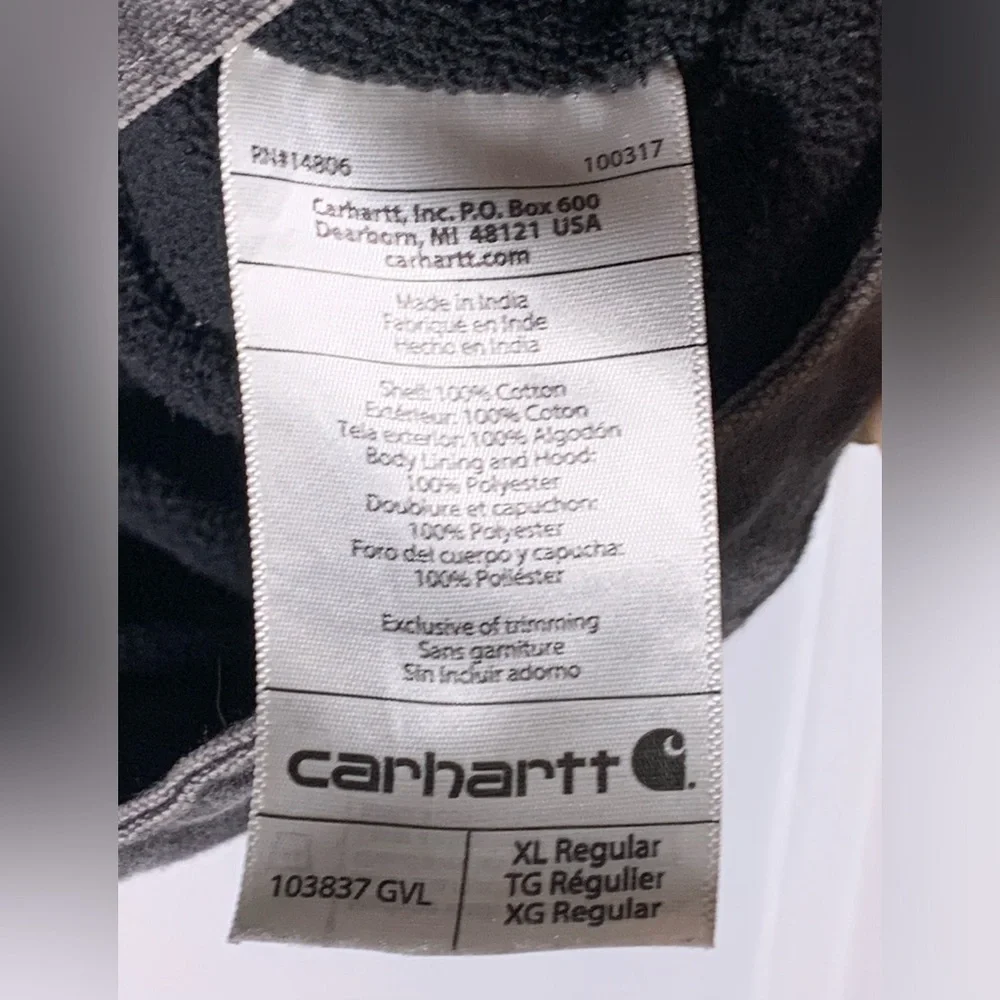 RN#14806 100317
Carhartt, Inc. P.O. Box 600
Dearborn, MI 48121 USA
carhartt.com
Made in India
Fabriqué en Inde
Hecho en India
Shell: 100% Cotton
Extérieur: 100% Coton
Tela exterior: 100% Algodón
Body Lining and Hood:
100% Polyester
Doublure et capuchon:
100% Polyester
Foro del cuerpo y capucha:
100% Poliéster
Exclusive of trimming
Sans garniture
Sin incluir adorno
carhartt
103837 GVL
XL Regular
TG Régulier
XG Regular